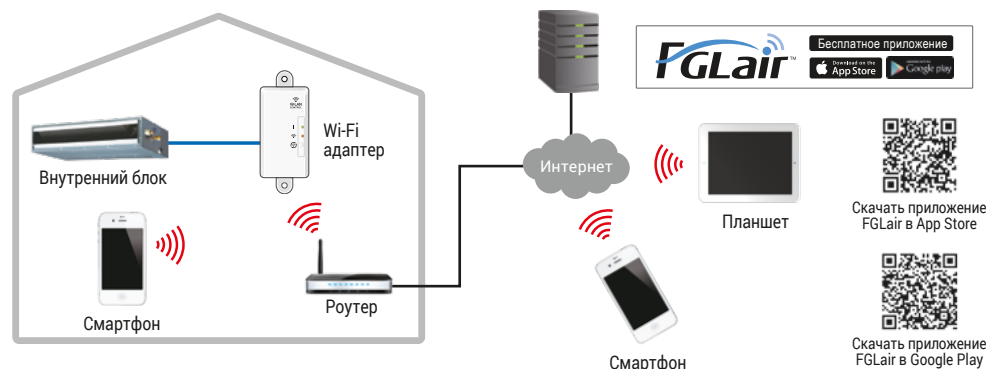 FGLair™
Бесплатное приложение
Download on the
App Store
Google play
Wi-Fi
адаптер
Внутренний блок
Интернет
Планшет
Скачать приложение
FGLair в App Store
Смартфон
Роутер
Смартфон
Скачать приложение
FGLair в Google Play